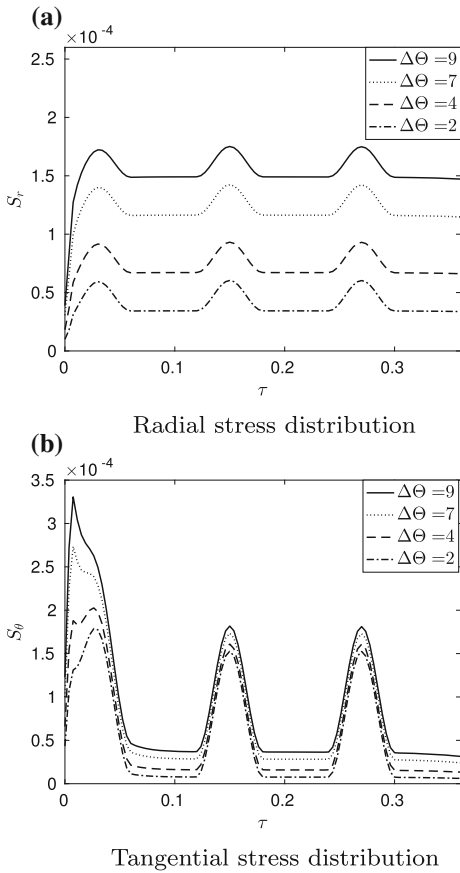 (a)
×10⁻⁴
2.5
2
1.5
1
0.5
0
Sᵣ
ΔΘ =9
ΔΘ =7
ΔΘ =4
ΔΘ =2
0 0.1 0.2 0.3
τ
Radial stress distribution
(b)
×10⁻⁴
3.5
3
2.5
2
1.5
1
0.5
0
S_θ
ΔΘ =9
ΔΘ =7
ΔΘ =4
ΔΘ =2
0 0.1 0.2 0.3
τ
Tangential stress distribution